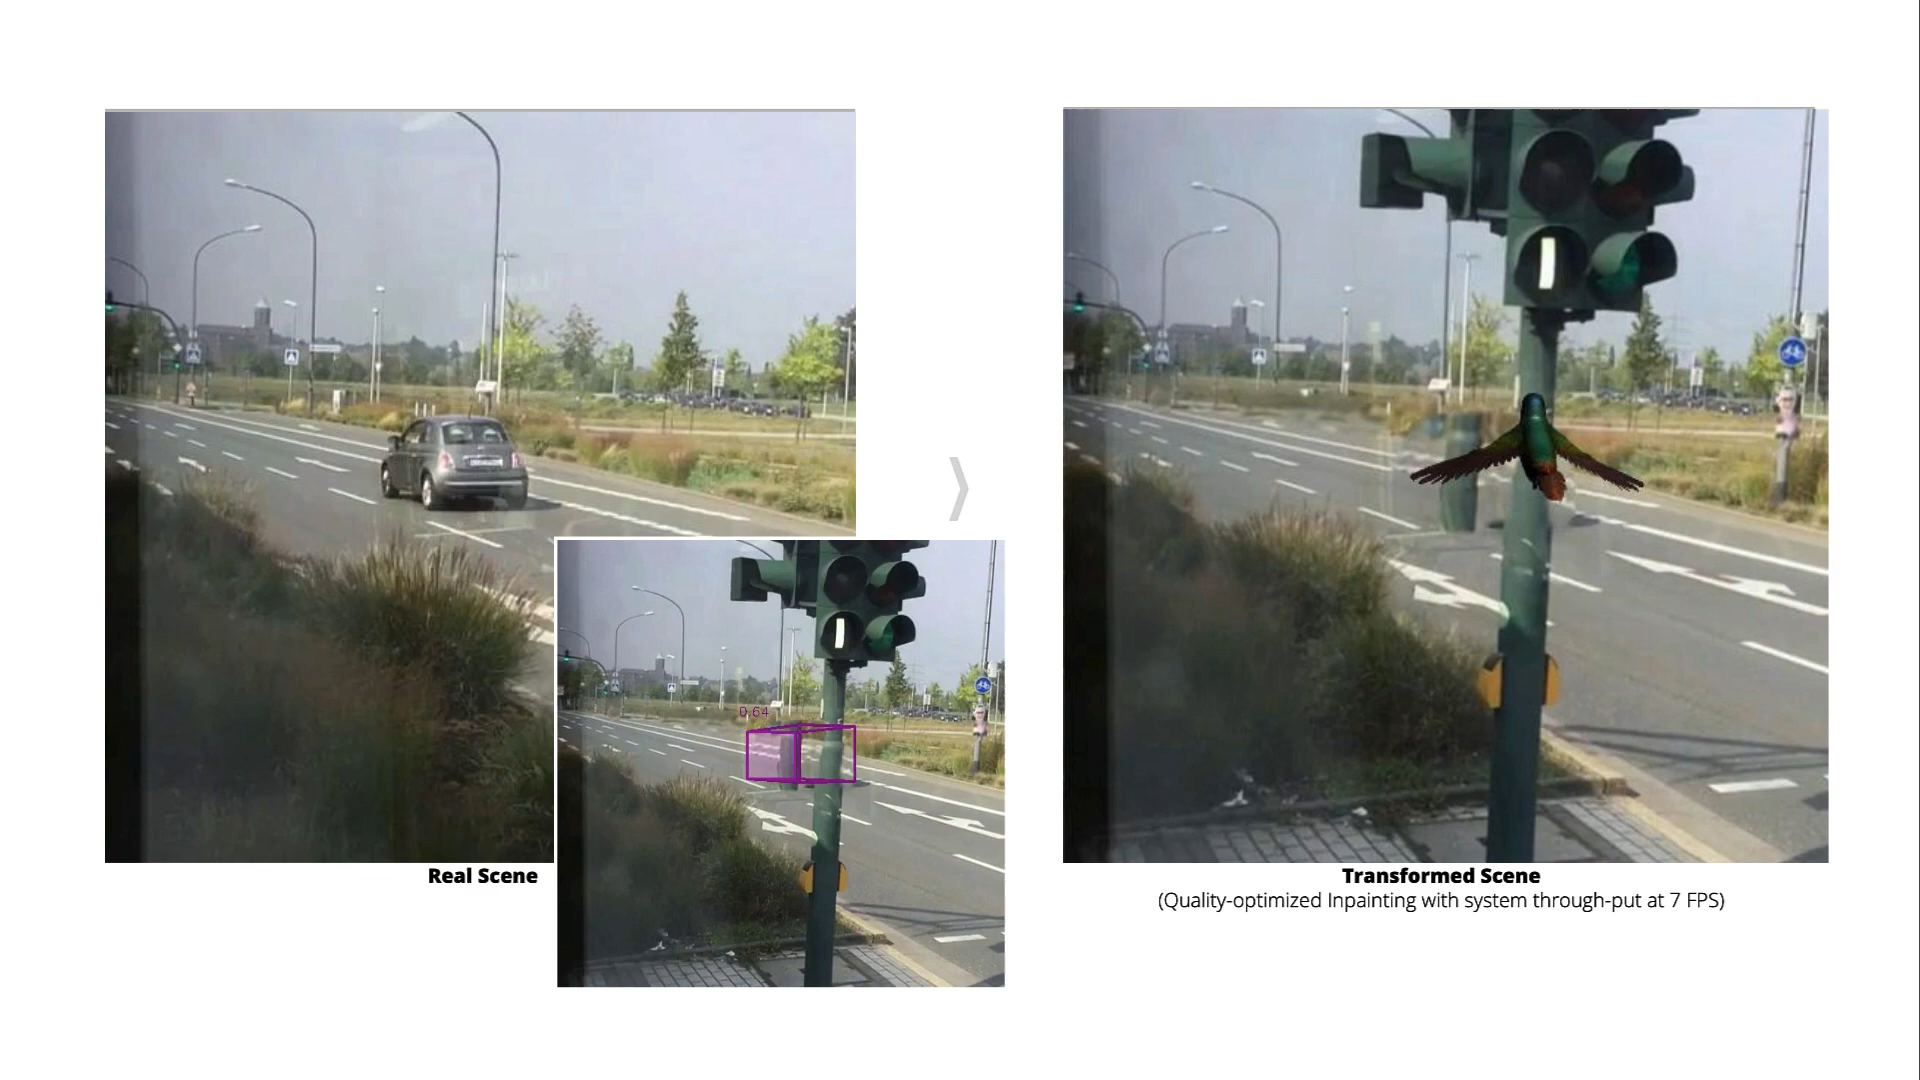 0.64
Real Scene
Transformed Scene
(Quality-optimized Inpainting with system through-put at 7 FPS)